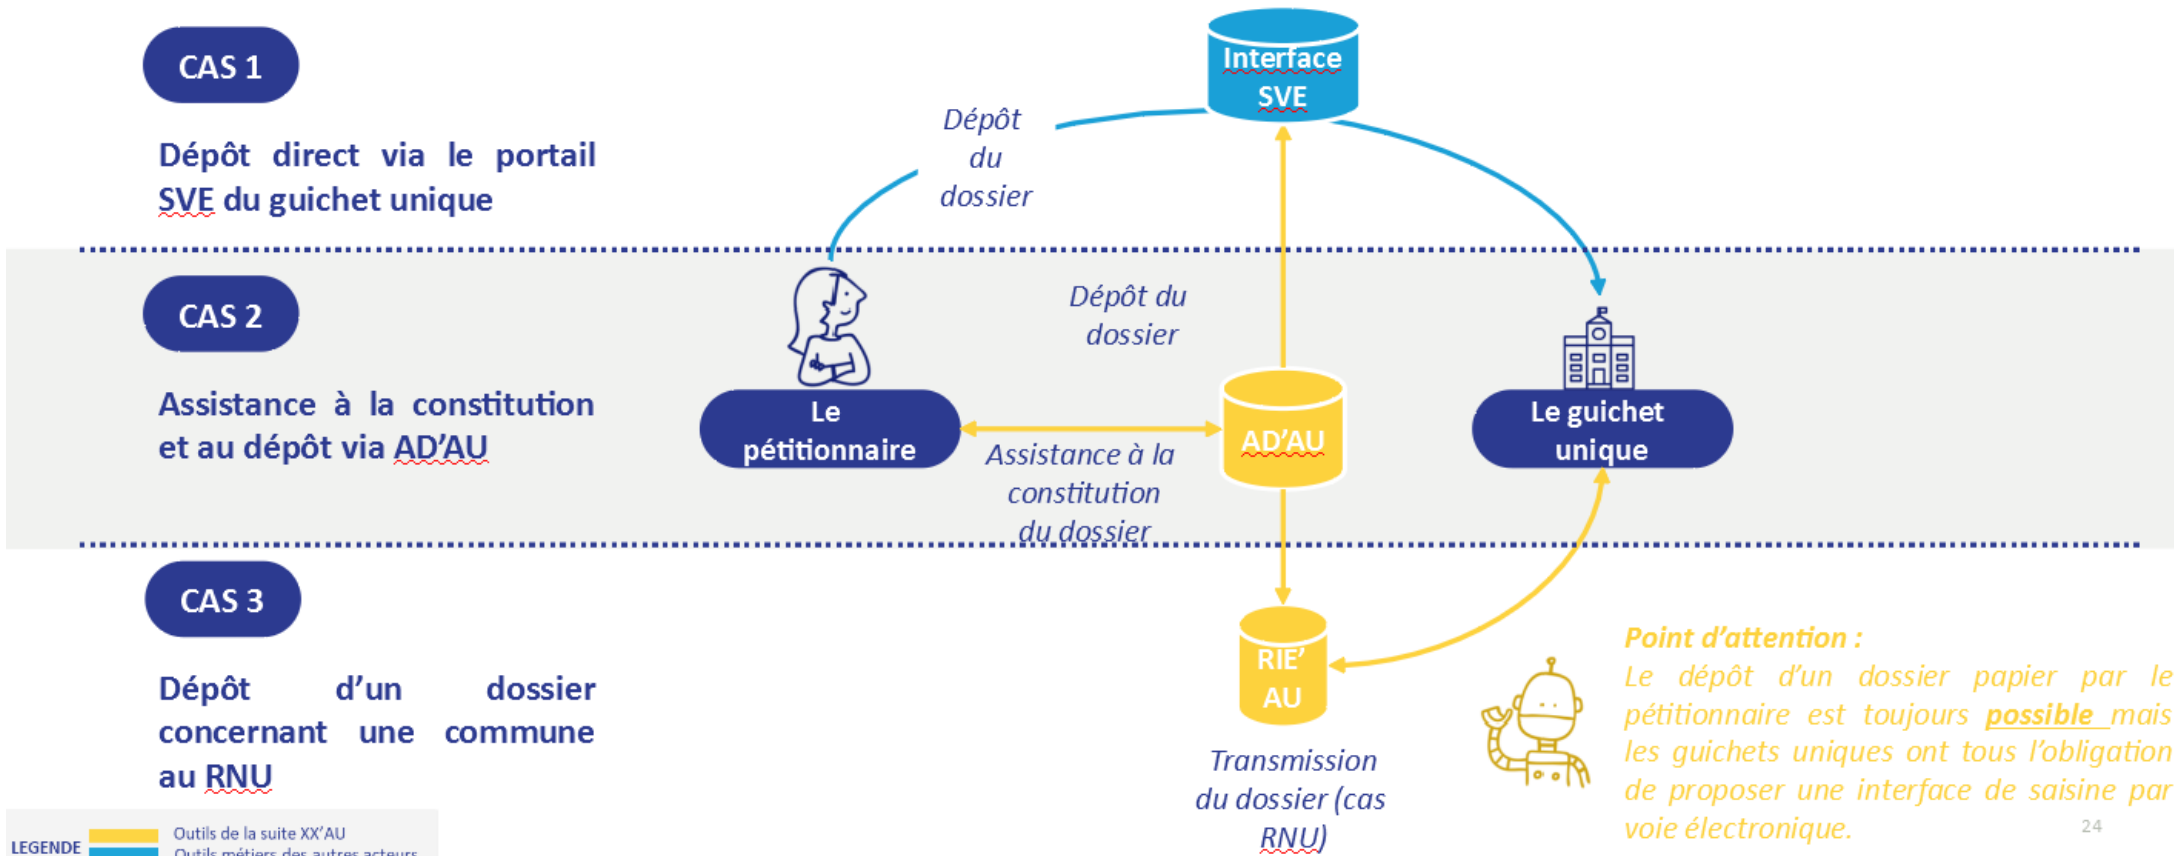 CAS 1
Dépôt direct via le portail
SVE du guichet unique
Interface
SVE
Dépôt
du
dossier
CAS 2
Assistance à la constitution
et au dépôt via AD’AU
Dépôt du
dossier
Le
pétitionnaire
AD’AU
Le guichet
unique
Assistance à la
constitution
du dossier
CAS 3
Dépôt d’un dossier
concernant une commune
au RNU
RIE’
AU
Transmission
du dossier (cas
RNU)
Point d’attention :
Le dépôt d’un dossier papier par le
pétitionnaire est toujours possible mais
les guichets uniques ont tous l’obligation
de proposer une interface de saisine par
voie électronique.
24
LEGENDE
Outils de la suite XX’AU
Outils métiers des autres acteurs